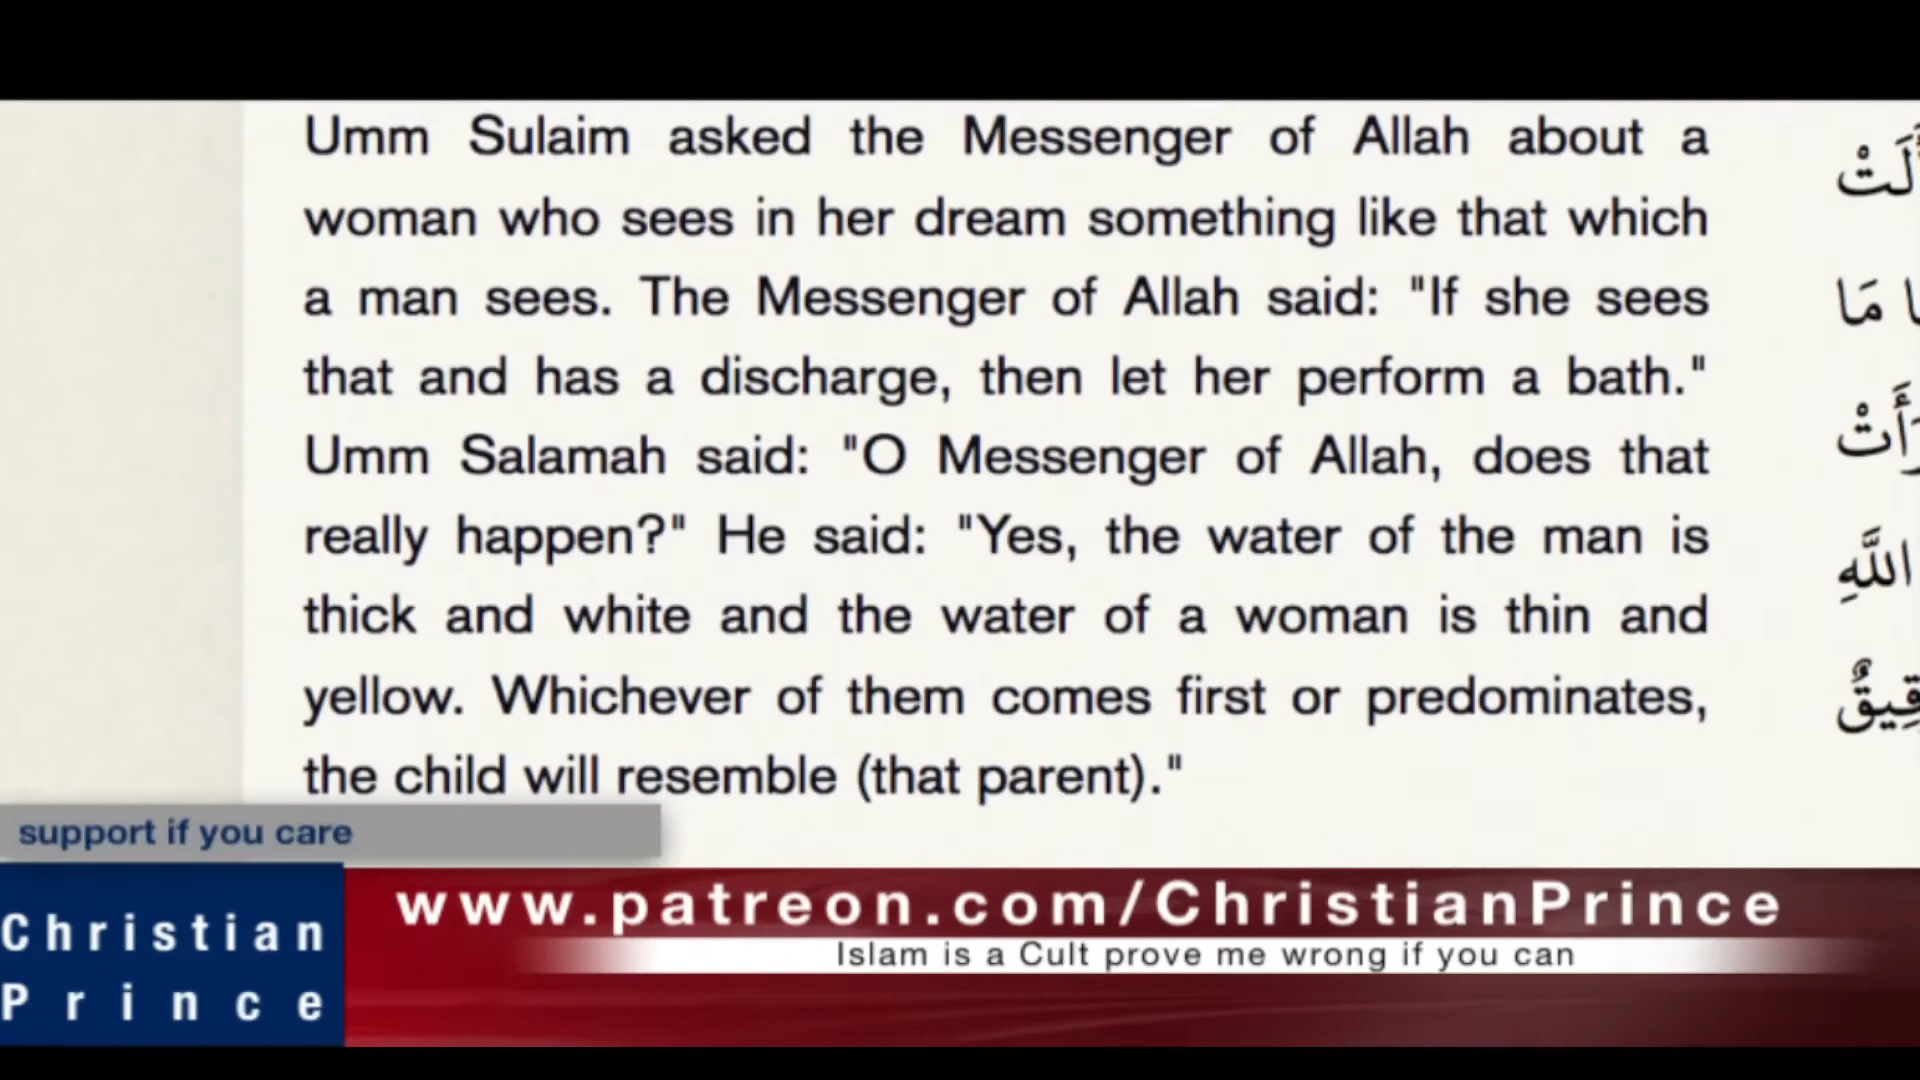 Umm Sulaim asked the Messenger of Allah about a
woman who sees in her dream something like that which
a man sees. The Messenger of Allah said: "If she sees
that and has a discharge, then let her perform a bath."
Umm Salamah said: "O Messenger of Allah, does that
really happen?" He said: "Yes, the water of the man is
thick and white and the water of a woman is thin and
yellow. Whichever of them comes first or predominates,
the child will resemble (that parent)."
مَا
اللَّهِ
support if you care
Christian
Prince
www.patreon.com/ChristianPrince
Islam is a Cult prove me wrong if you can